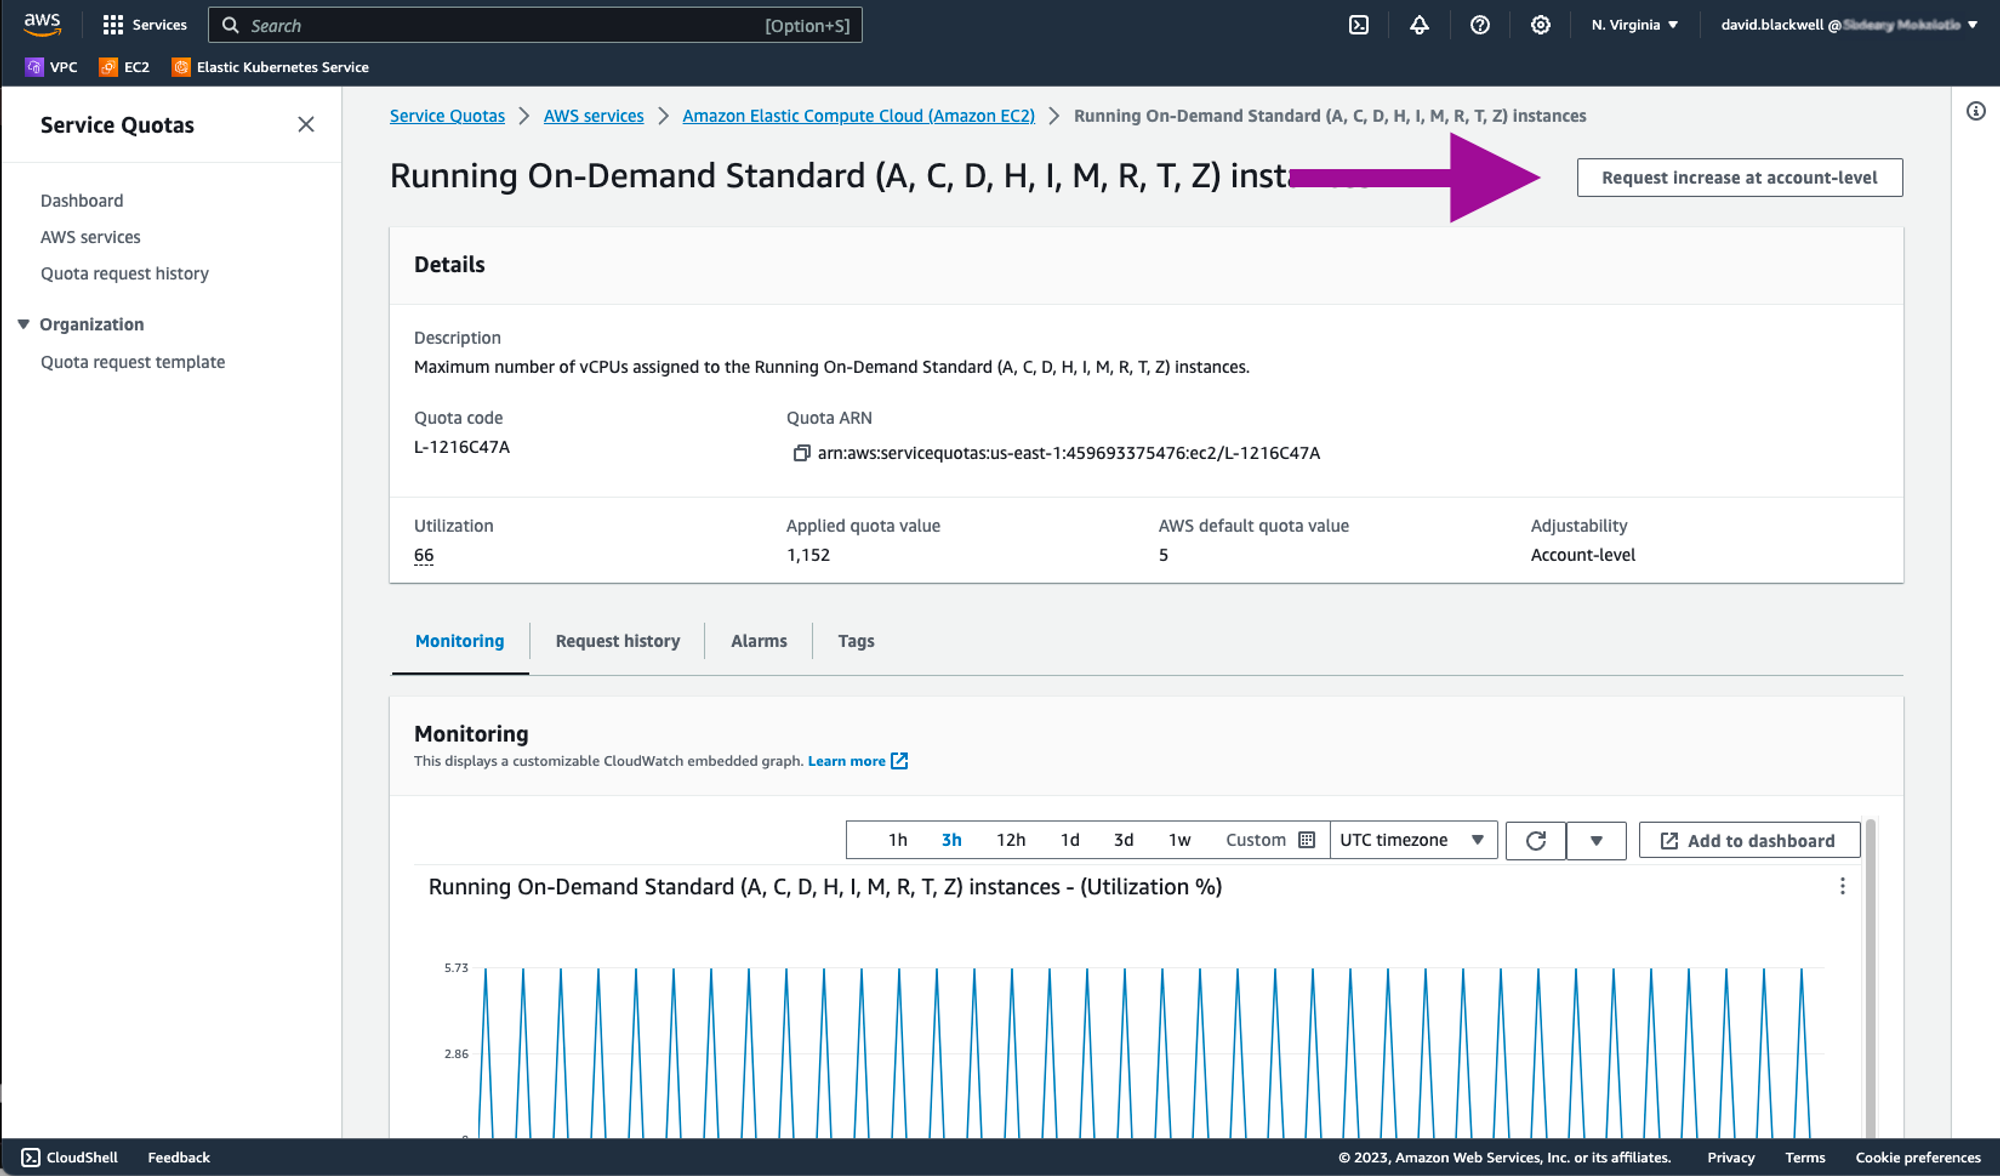 aws
Services
Search
[Option+S]
N. Virginia
david.blackwell @
VPC
EC2
Elastic Kubernetes Service
Service Quotas
Dashboard
AWS services
Quota request history
Organization
Quota request template
Service Quotas
AWS services
Amazon Elastic Compute Cloud (Amazon EC2)
Running On-Demand Standard (A, C, D, H, I, M, R, T, Z) instances
Running On-Demand Standard (A, C, D, H, I, M, R, T, Z)
Request increase at account-level
Details
Description
Maximum number of vCPUs assigned to the Running On-Demand Standard (A, C, D, H, I, M, R, T, Z) instances.
Quota code
L-1216C47A
Quota ARN
arn:aws:servicequotas:us-east-1:459693375476:ec2/L-1216C47A
Utilization
66
Applied quota value
1,152
AWS default quota value
5
Adjustability
Account-level
Monitoring
Request history
Alarms
Tags
Monitoring
This displays a customizable CloudWatch embedded graph. Learn more
1h
3h
12h
1d
3d
1w
Custom
UTC timezone
Add to dashboard
Running On-Demand Standard (A, C, D, H, I, M, R, T, Z) instances - (Utilization %)
5.73
2.86
CloudShell
Feedback
© 2023, Amazon Web Services, Inc. or its affiliates.
Privacy
Terms
Cookie preferences